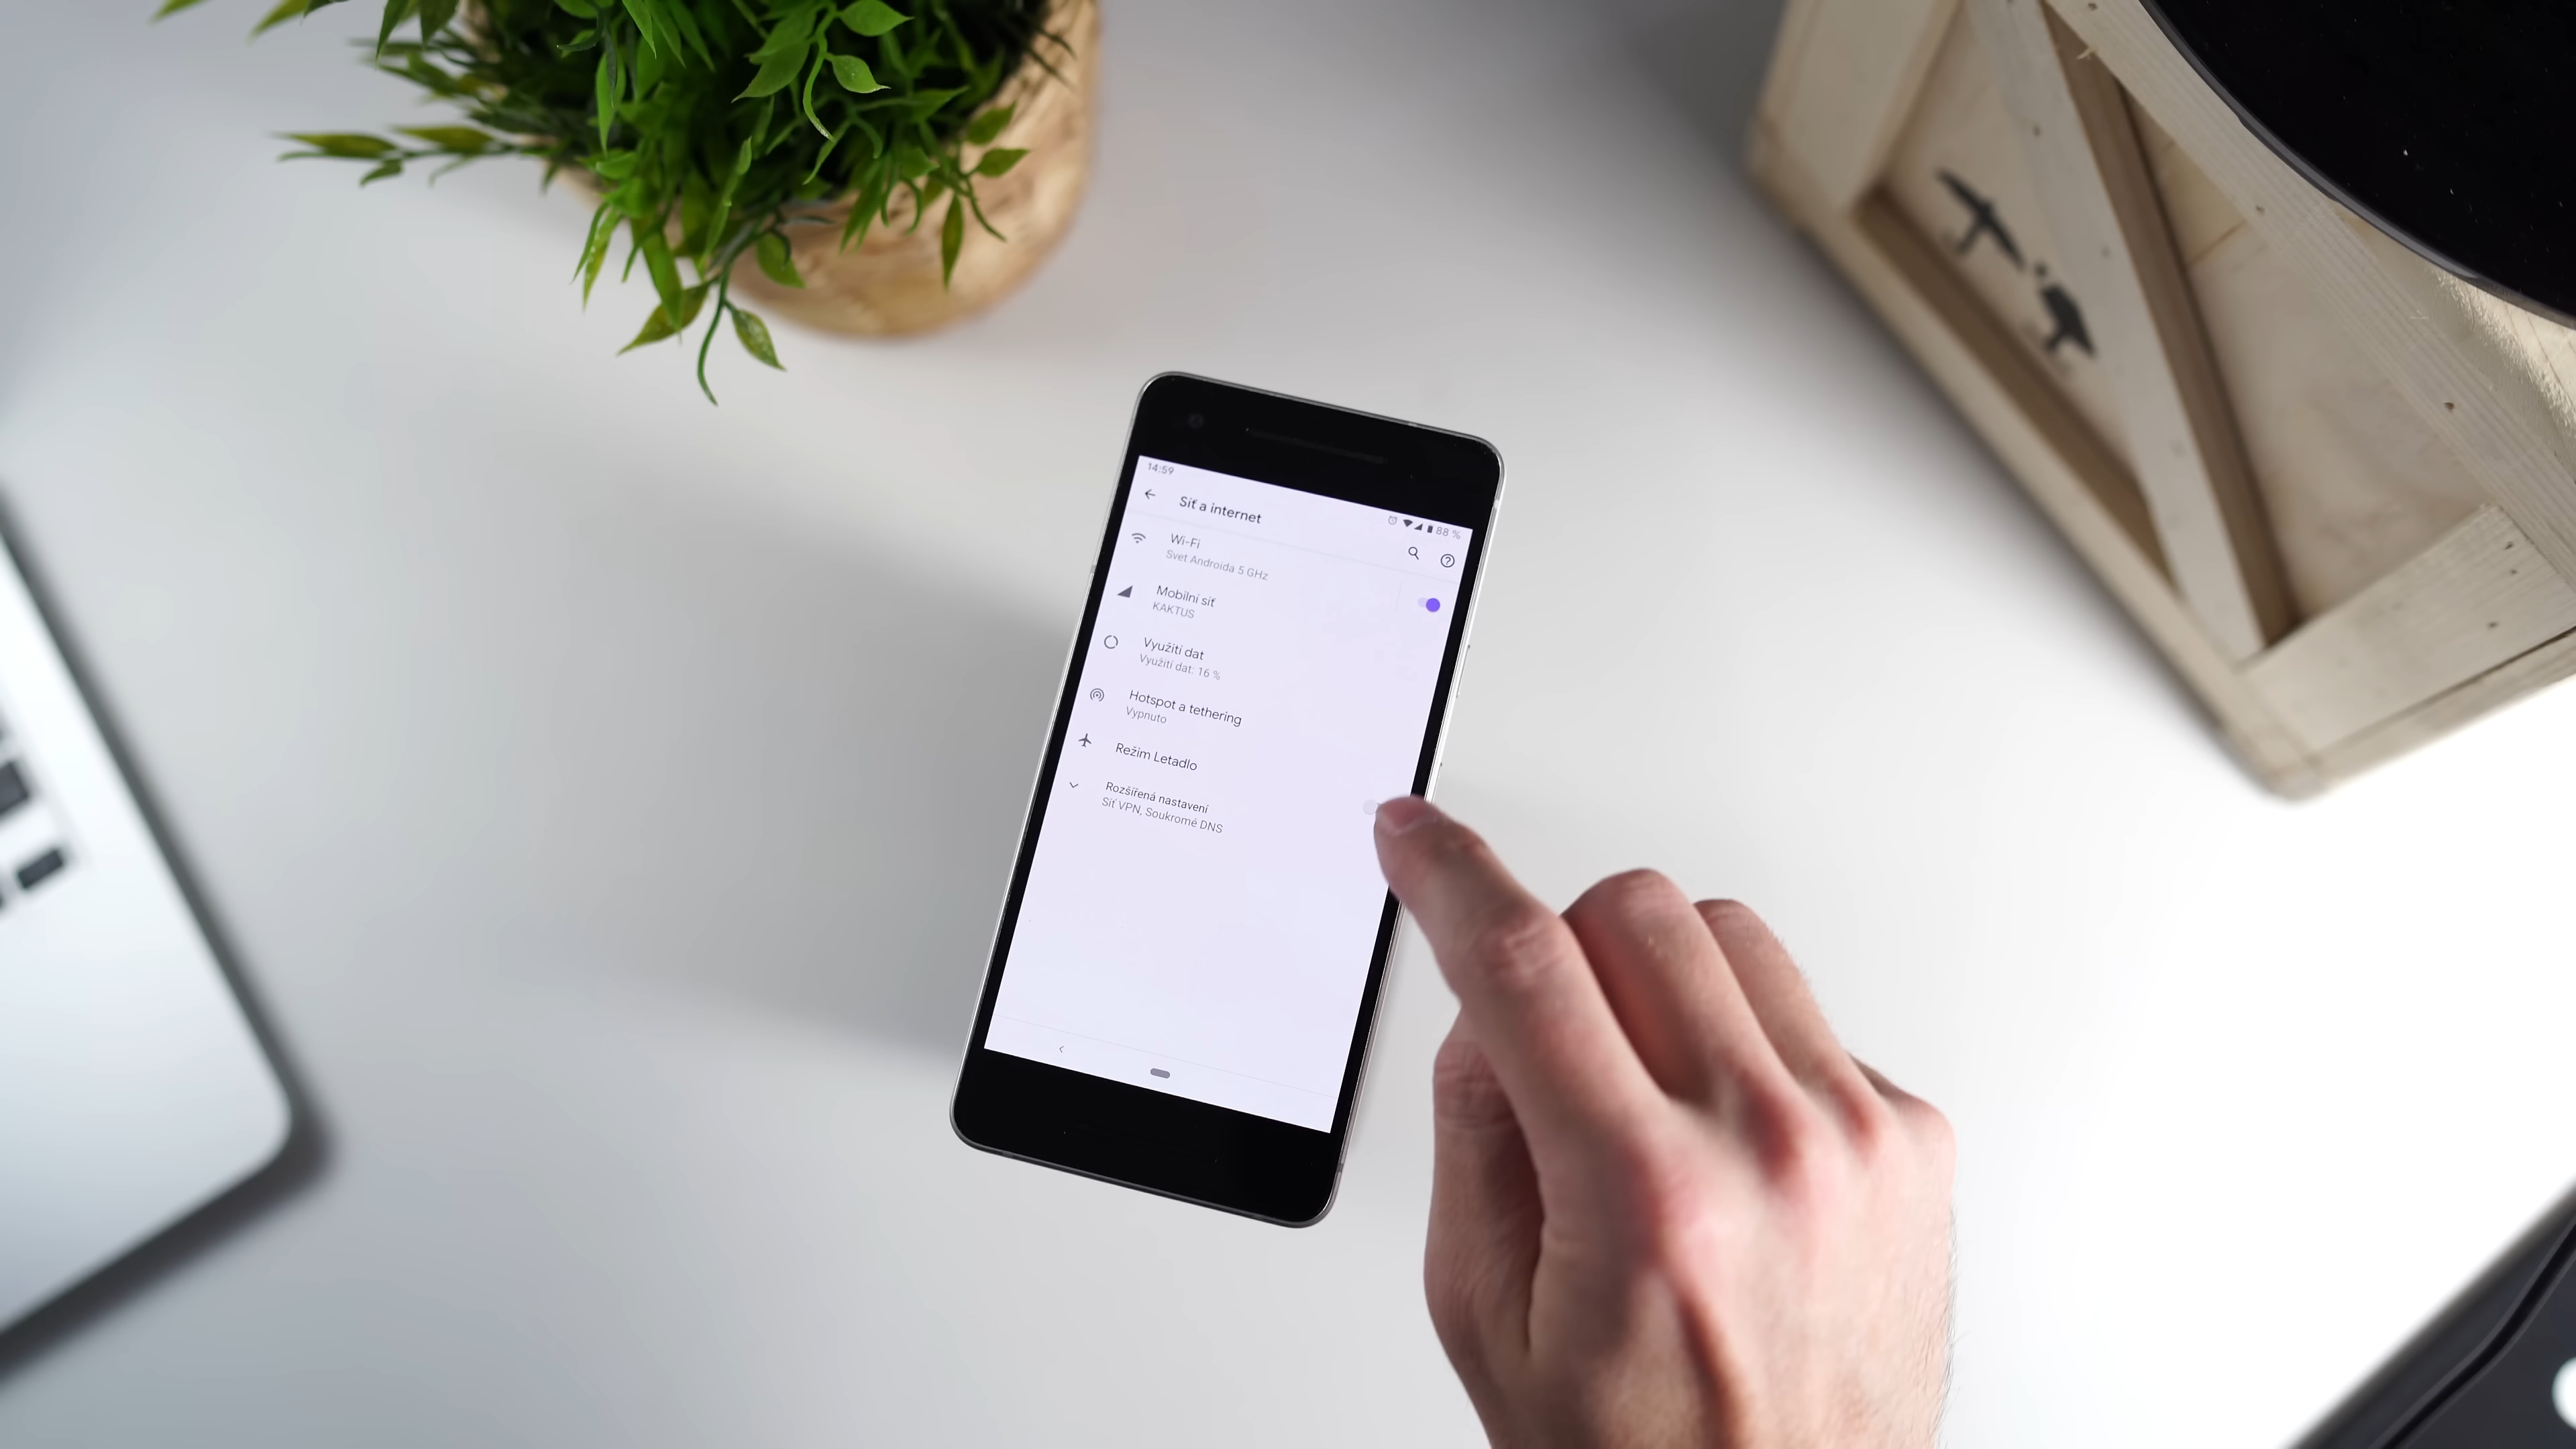 14:59
88 %
Síť a internet
Wi-Fi
Svet Androida 5 GHz
Mobilní síť
KAKTUS
Využití dat
Využití dat: 16 %
Hotspot a tethering
Vypnuto
Režim Letadlo
Rozšířená nastavení
Síť VPN, Soukromé DNS